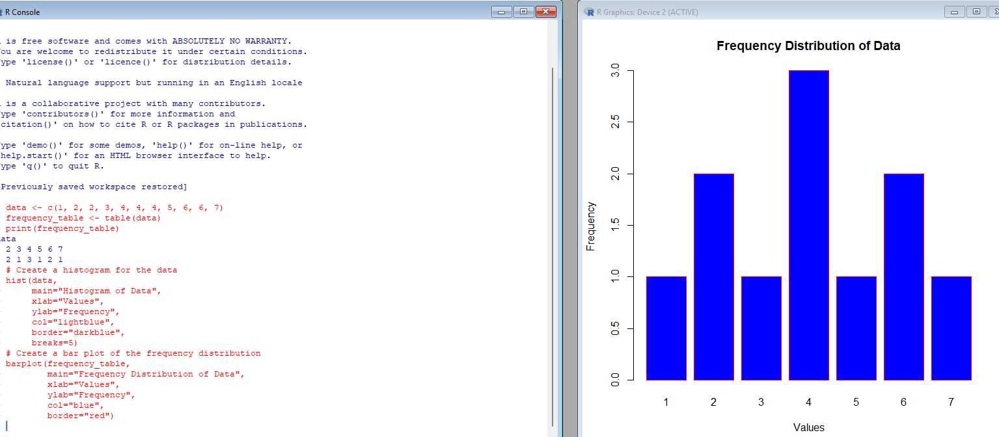 R Console
is free software and comes with ABSOLUTELY NO WARRANTY.
ou are welcome to redistribute it under certain conditions.
ype 'license()' or 'licence()' for distribution details.
Natural language support but running in an English locale
is a collaborative project with many contributors.
ype 'contributors()' for more information and
citation()' on how to cite R or R packages in publications.
ype 'demo()' for some demos, 'help()' for on-line help, or
help.start()' for an HTML browser interface to help.
ype 'q()' to quit R.
Previously saved workspace restored]
data <- c(1, 2, 2, 3, 4, 4, 4, 5, 6, 6, 7)
frequency_table <- table(data)
print(frequency_table)
ata
2 3 4 5 6 7
2 1 3 1 2 1
# Create a histogram for the data
hist(data,
main="Histogram of Data",
xlab="Values",
ylab="Frequency",
col="lightblue",
border="darkblue",
breaks=5)
# Create a bar plot of the frequency distribution
barplot(frequency_table,
main="Frequency Distribution of Data",
xlab="Values",
ylab="Frequency",
col="blue",
border="red")
R Graphics: Device 2 (ACTIVE)
Frequency Distribution of Data
Frequency
3.0
2.5
2.0
1.5
1.0
0.5
0.0
1 2 3 4 5 6 7
Values